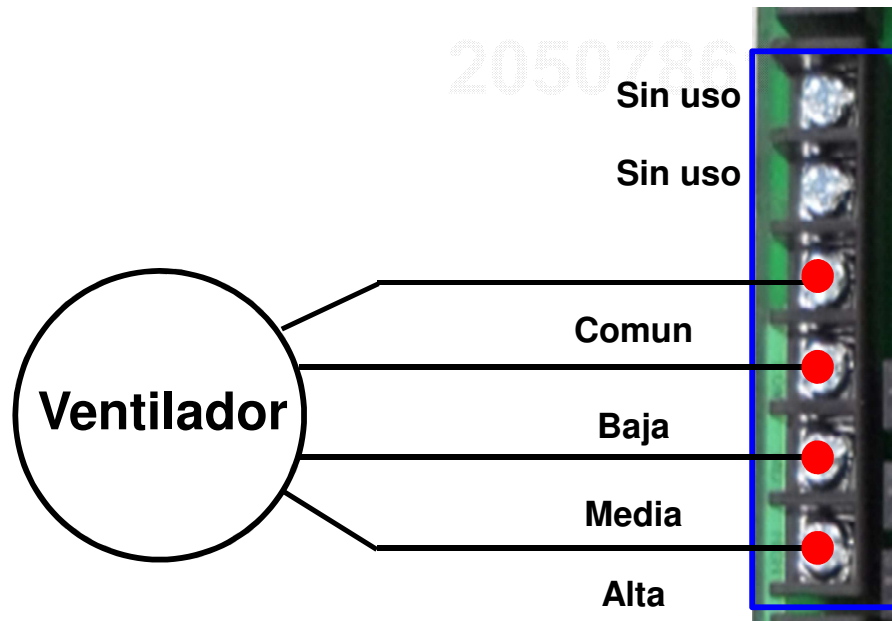 2050786
Sin uso
Sin uso
Comun
Ventilador
Baja
Media
Alta